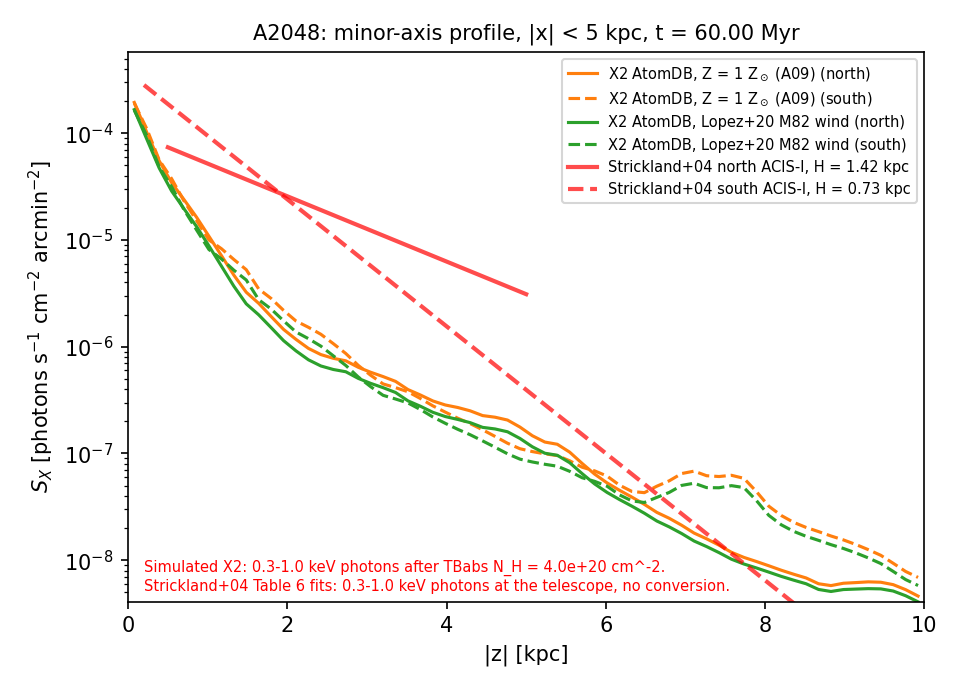 A2048: minor-axis profile, |x| < 5 kpc, t = 60.00 Myr
X2 AtomDB, Z = 1 Z⊙ (A09) (north)
X2 AtomDB, Z = 1 Z⊙ (A09) (south)
X2 AtomDB, Lopez+20 M82 wind (north)
X2 AtomDB, Lopez+20 M82 wind (south)
Strickland+04 north ACIS-I, H = 1.42 kpc
Strickland+04 south ACIS-I, H = 0.73 kpc
S_X [photons s⁻¹ cm⁻² arcmin⁻²]
10⁻⁴
10⁻⁵
10⁻⁶
10⁻⁷
10⁻⁸
Simulated X2: 0.3-1.0 keV photons after TBabs N_H = 4.0e+20 cm^-2.
Strickland+04 Table 6 fits: 0.3-1.0 keV photons at the telescope, no conversion.
0 2 4 6 8 10
|z| [kpc]